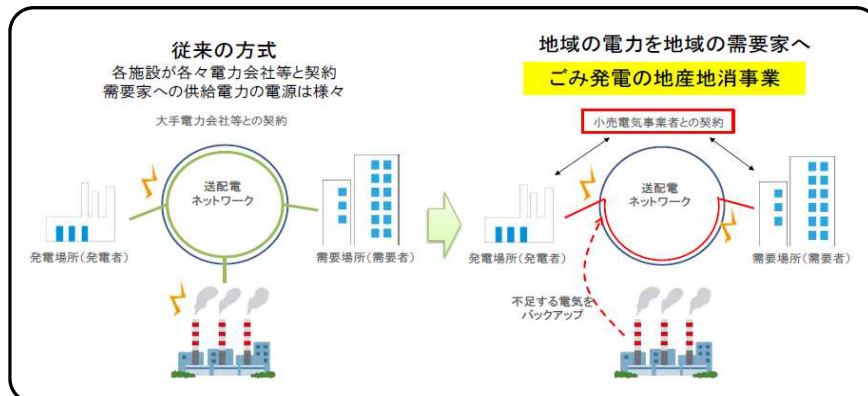 従来の方式
各施設が各々電力会社等と契約
需要家への供給電力の電源は様々
大手電力会社等との契約
送配電
ネットワーク
発電場所(発電者)
需要場所(需要者)
地域の電力を地域の需要家へ
ごみ発電の地産地消事業
小売電気事業者との契約
送配電
ネットワーク
発電場所(発電者)
需要場所(需要者)
不足する電気を
バックアップ